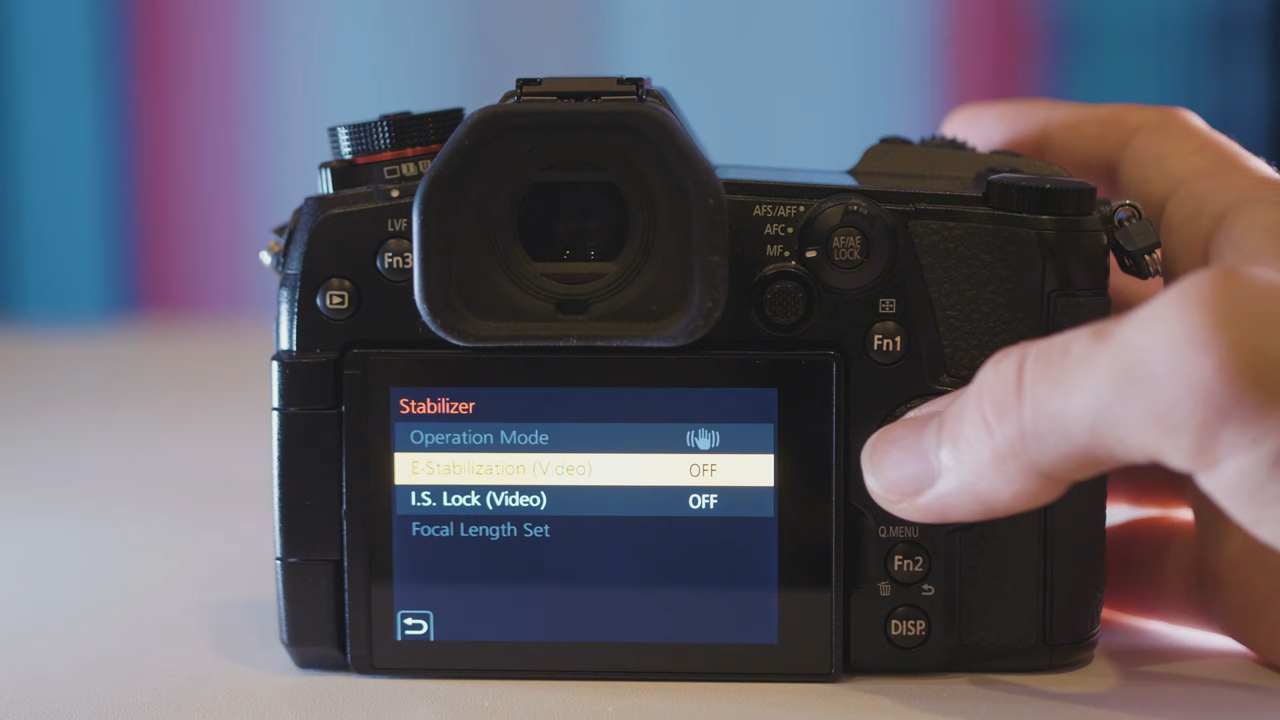 LVF
Fn3
AFS/AFF
AFC
MF
AF/AE
LOCK
Fn1
Stabilizer
Operation Mode
E-Stabilization (Video) OFF
I.S. Lock (Video) OFF
Focal Length Set
Q.MENU
Fn2
DISP.